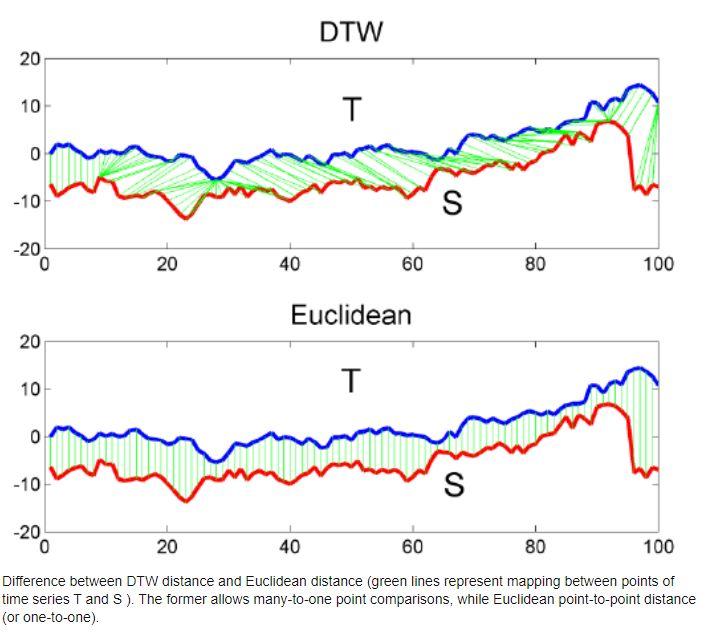 DTW
20
10
T
0
-10
S
-20
0 20 40 60 80 100
Euclidean
20
10
T
0
-10
S
-20
0 20 40 60 80 100
Difference between DTW distance and Euclidean distance (green lines represent mapping between points of
time series T and S ). The former allows many-to-one point comparisons, while Euclidean point-to-point distance
(or one-to-one).